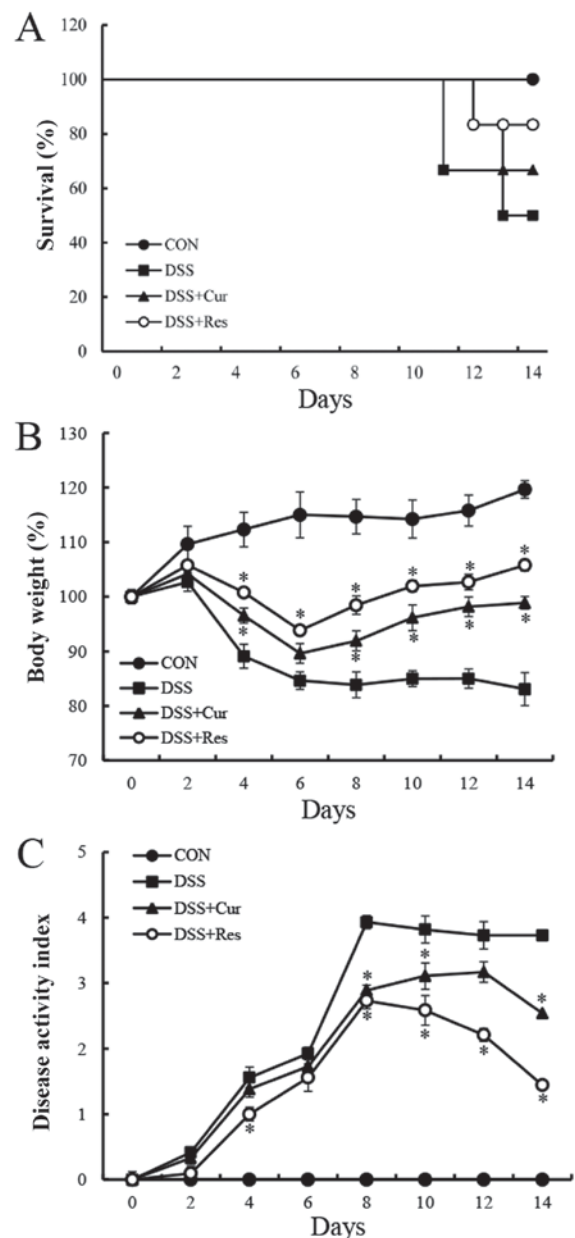 A
120
100
80
60
40
20
0
Survival (%)
CON
DSS
DSS+Cur
DSS+Res
0 2 4 6 8 10 12 14
Days
B
130
120
110
100
90
80
70
Body weight (%)
* * * * * *
* * * * *
CON
DSS
DSS+Cur
DSS+Res
0 2 4 6 8 10 12 14
Days
C
5
4
3
2
1
0
Disease activity index
CON
DSS
DSS+Cur
DSS+Res
* * *
* * * * *
0 2 4 6 8 10 12 14
Days